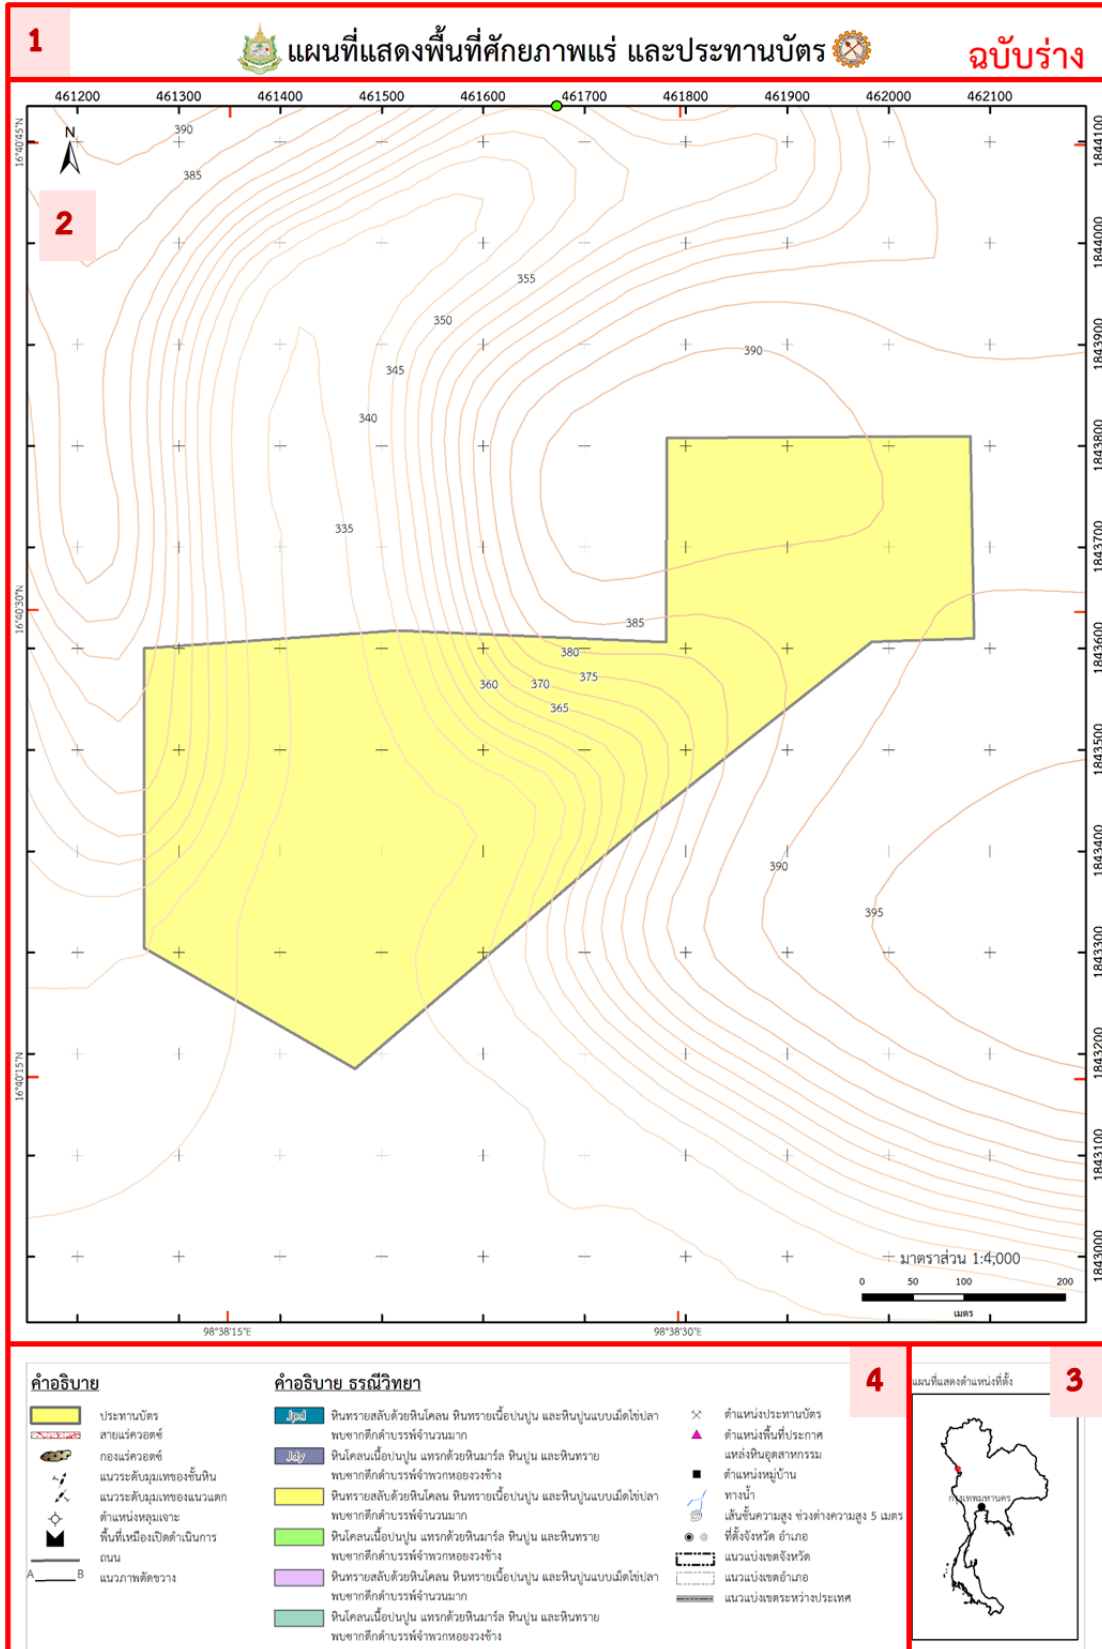 1
แผนที่แสดงพื้นที่ศักยภาพแร่ และประทานบัตร
ฉบับร่าง
461200 461300 461400 461500 461600 461700 461800 461900 462000 462100
16°40'45"N
16°40'30"N
16°40'15"N
N
2
390
385
355
350
345
340
335
390
385
380
375
370
365
360
390
395
1844100
1844000
1843900
1843800
1843700
1843600
1843500
1843400
1843300
1843200
1843100
1843000
มาตราส่วน 1:4,000
0 50 100 200
เมตร
98°38'15"E 98°38'30"E
คำอธิบาย
ประทานบัตร
สายแร่ควอตซ์
กองแร่ควอตซ์
แนวระดับมุมเทของชั้นหิน
แนวระดับมุมเทของแนวแตก
ตำแหน่งหลุมเจาะ
พื้นที่เหมืองเปิดดำเนินการ
ถนน
A B แนวภาพตัดขวาง
คำอธิบาย ธรณีวิทยา
Jpd หินทรายสลับด้วยหินโคลน หินทรายเนื้อปนปูน และหินปูนแบบเม็ดไข่ปลา
พบซากดึกดำบรรพ์จำนวนมาก
Jdy หินโคลนเนื้อปนปูน แทรกด้วยหินมาร์ล หินปูน และหินทราย
พบซากดึกดำบรรพ์จำพวกหอยงวงช้าง
หินทรายสลับด้วยหินโคลน หินทรายเนื้อปนปูน และหินปูนแบบเม็ดไข่ปลา
พบซากดึกดำบรรพ์จำนวนมาก
หินโคลนเนื้อปนปูน แทรกด้วยหินมาร์ล หินปูน และหินทราย
พบซากดึกดำบรรพ์จำพวกหอยงวงช้าง
หินทรายสลับด้วยหินโคลน หินทรายเนื้อปนปูน และหินปูนแบบเม็ดไข่ปลา
พบซากดึกดำบรรพ์จำนวนมาก
หินโคลนเนื้อปนปูน แทรกด้วยหินมาร์ล หินปูน และหินทราย
พบซากดึกดำบรรพ์จำพวกหอยงวงช้าง
4
ตำแหน่งประทานบัตร
ตำแหน่งพื้นที่ประกาศ
แหล่งหินอุตสาหกรรม
ตำแหน่งหมู่บ้าน
ทางน้ำ
เส้นชั้นความสูง ช่วงต่างความสูง 5 เมตร
ที่ตั้งจังหวัด อำเภอ
แนวแบ่งเขตจังหวัด
แนวแบ่งเขตอำเภอ
แนวแบ่งเขตระหว่างประเทศ
แผนที่แสดงตำแหน่งที่ตั้ง
3
กรุงเทพมหานคร